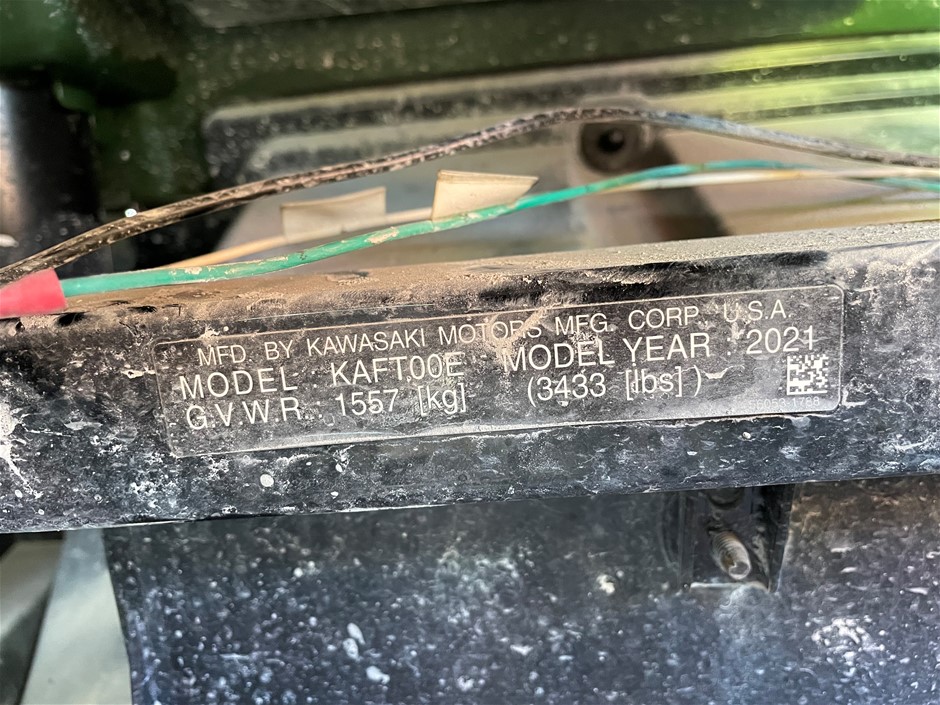 MFD. BY KAWASAKI MOTORS MFG. CORP. U.S.A.
MODEL : KAFT00E MODEL YEAR : 2021
G.V.W.R. : 1557 [kg] (3433 [lbs] )